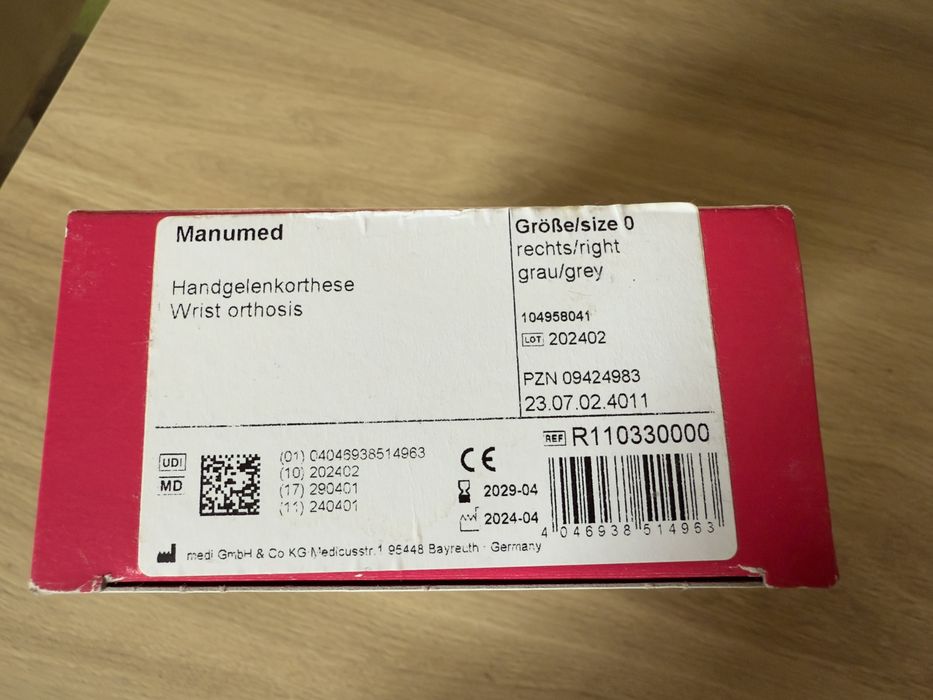 Manumed
Handgelenkorthese
Wrist orthosis
Größe/size 0
rechts/right
grau/grey
104958041
LOT 202402
PZN 09424983
23.07.02.4011
REF R110330000
UDI
MD
(01) 04046938514963
(10) 202402
(17) 290401
(11) 240401
CE
2029-04
2024-04
4 046938 514963
medi GmbH & Co KG·Medicusstr.1 95448 Bayreuth · Germany